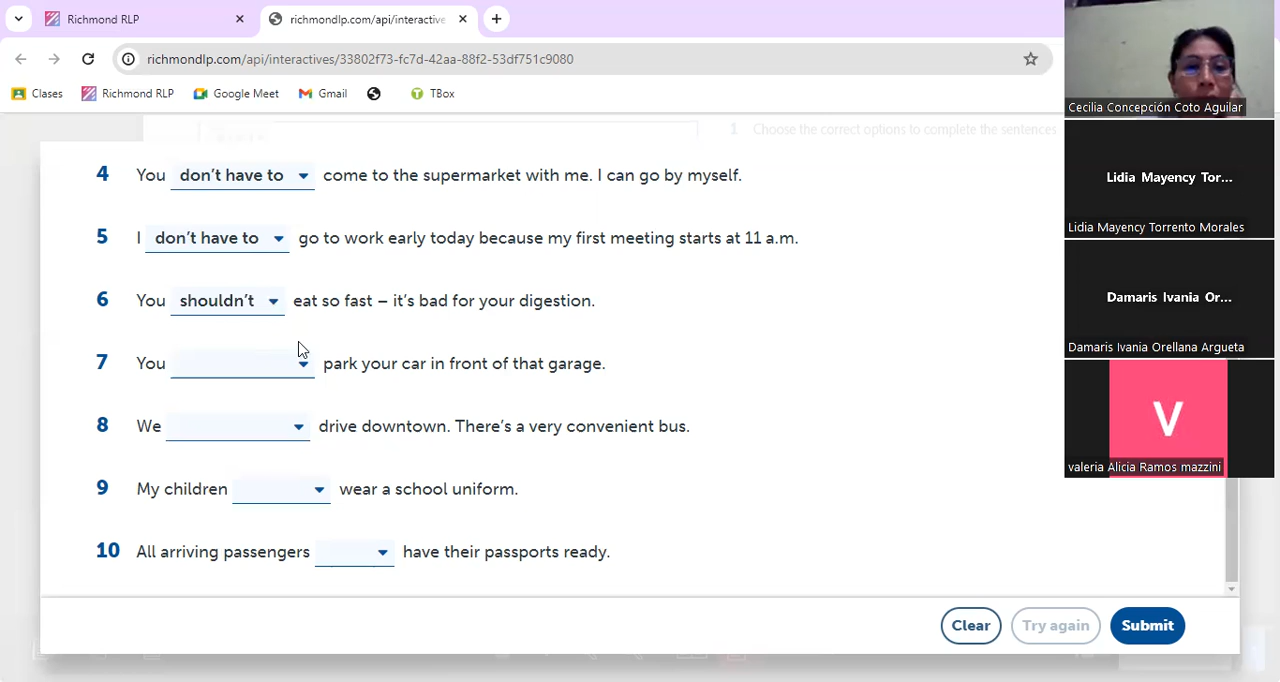 Richmond RLP
richmondlp.com/api/interactive
richmondlp.com/api/interactives/33802f73-fc7d-42aa-88f2-53df751c9080
Clases
Richmond RLP
Google Meet
Gmail
TBox
1 Choose the correct options to complete the sentences
4 You don't have to come to the supermarket with me. I can go by myself.
5 I don't have to go to work early today because my first meeting starts at 11 a.m.
6 You shouldn't eat so fast – it's bad for your digestion.
7 You park your car in front of that garage.
8 We drive downtown. There's a very convenient bus.
9 My children wear a school uniform.
10 All arriving passengers have their passports ready.
Clear
Try again
Submit
Cecilia Concepción Coto Aguilar
Lidia Mayency Tor...
Lidia Mayency Torrento Morales
Damaris Ivania Or...
Damaris Ivania Orellana Argueta
V
valeria Alicia Ramos mazzini